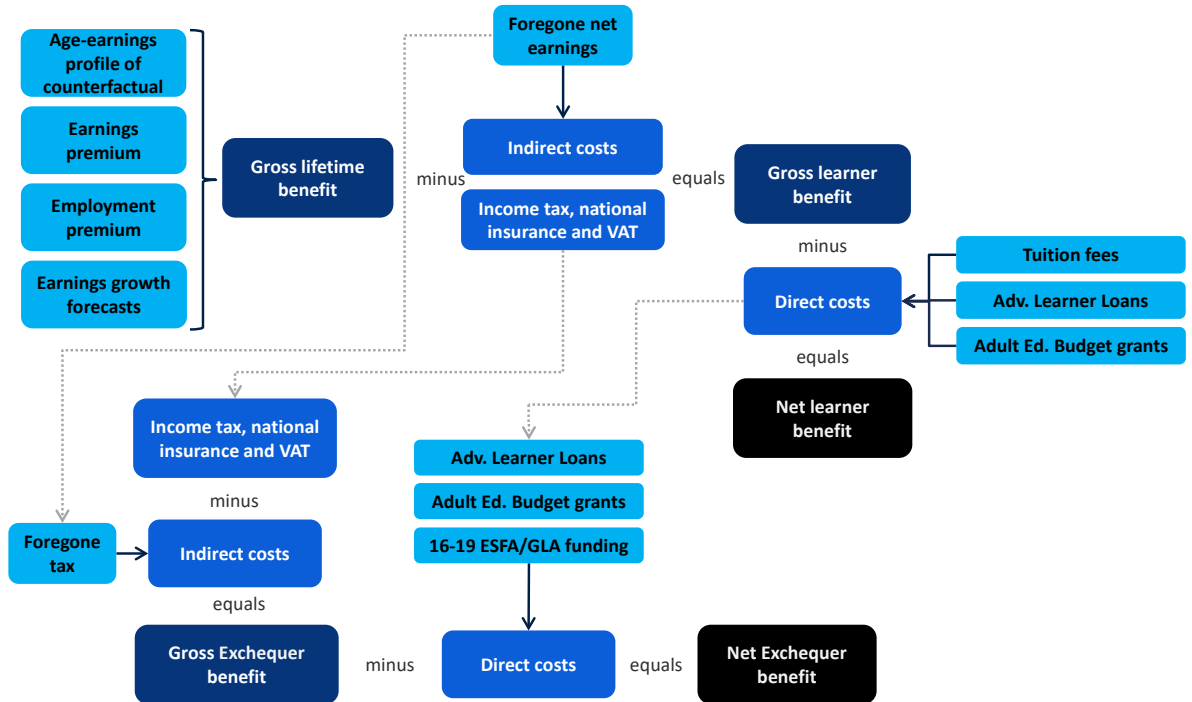 Age-earnings
profile of
counterfactual
Earnings
premium
Employment
premium
Earnings growth
forecasts
Gross lifetime
benefit
minus
Foregone net
earnings
Indirect costs
Income tax, national
insurance and VAT
equals
Gross learner
benefit
minus
Direct costs
Tuition fees
Adv. Learner Loans
Adult Ed. Budget grants
equals
Net learner
benefit
Income tax, national
insurance and VAT
minus
Foregone
tax
Indirect costs
equals
Gross Exchequer
benefit
minus
Adv. Learner Loans
Adult Ed. Budget grants
16-19 ESFA/GLA funding
Direct costs
equals
Net Exchequer
benefit